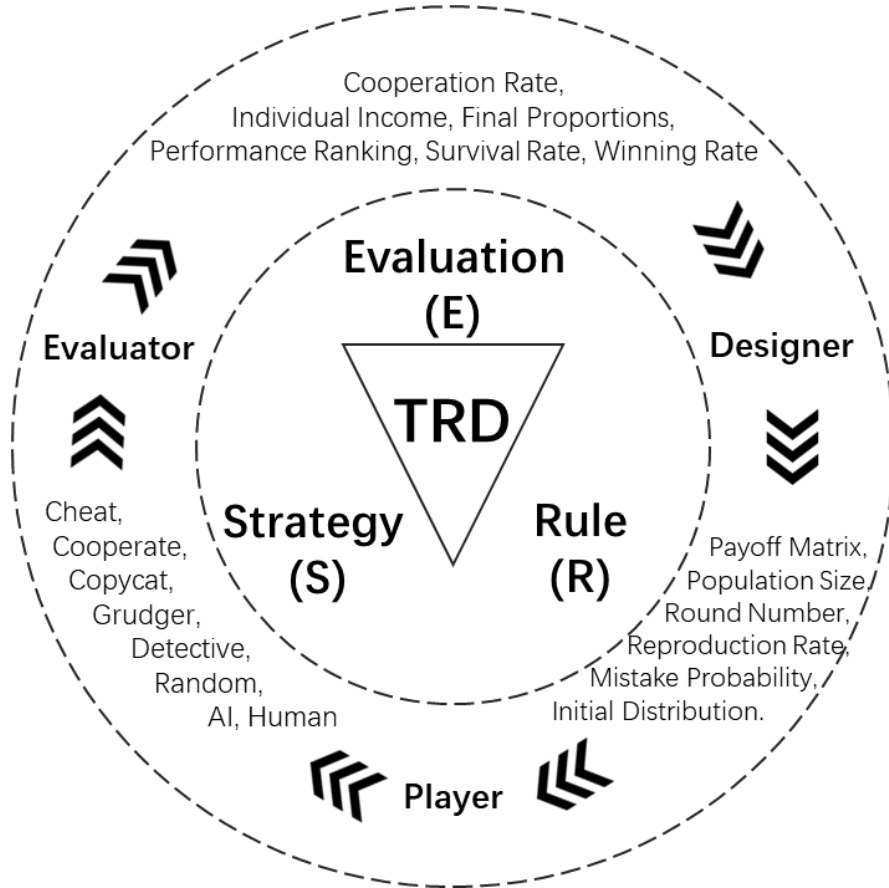 Cooperation Rate,
Individual Income, Final Proportions,
Performance Ranking, Survival Rate, Winning Rate
Evaluation
(E)
Evaluator
Designer
TRD
Strategy
(S)
Rule
(R)
Cheat,
Cooperate,
Copycat,
Grudger,
Detective,
Random,
AI, Human
Payoff Matrix,
Population Size,
Round Number,
Reproduction Rate,
Mistake Probability,
Initial Distribution.
Player